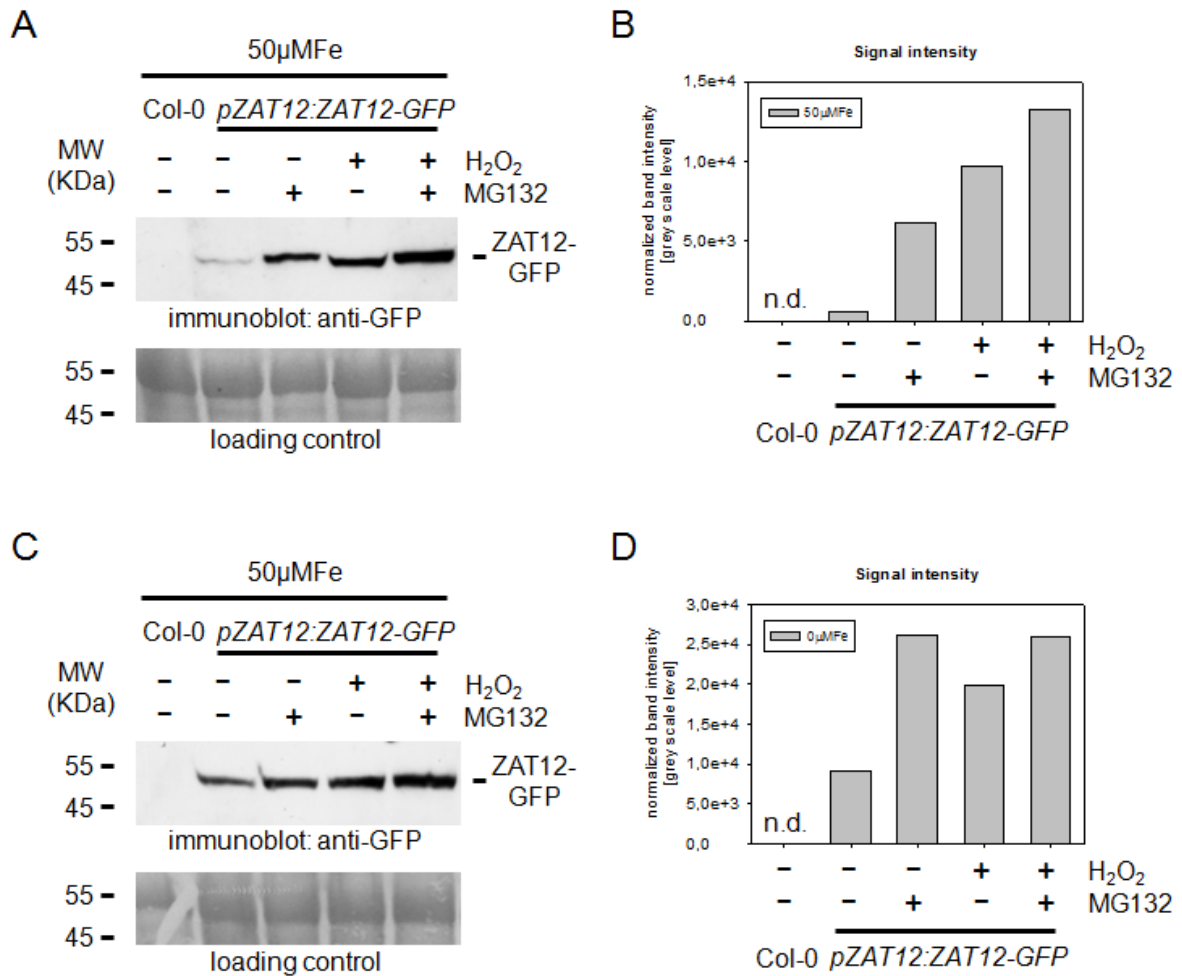 A
50µMFe
Col-0 pZAT12:ZAT12-GFP
MW
(KDa)
– – – + + H₂O₂
– – + – + MG132
55
45
ZAT12-
GFP
immunoblot: anti-GFP
55
45
loading control
B
Signal intensity
normalized band intensity
[grey scale level]
1,5e+4
1,0e+4
5,0e+3
0,0
50µMFe
n.d.
– – – + + H₂O₂
– – + – + MG132
Col-0 pZAT12:ZAT12-GFP
C
50µMFe
Col-0 pZAT12:ZAT12-GFP
MW
(KDa)
– – – + + H₂O₂
– – + – + MG132
55
45
ZAT12-
GFP
immunoblot: anti-GFP
55
45
loading control
D
Signal intensity
normalized band intensity
[grey scale level]
3,0e+4
2,5e+4
2,0e+4
1,5e+4
1,0e+4
5,0e+3
0,0
0µMFe
n.d.
– – – + + H₂O₂
– – + – + MG132
Col-0 pZAT12:ZAT12-GFP